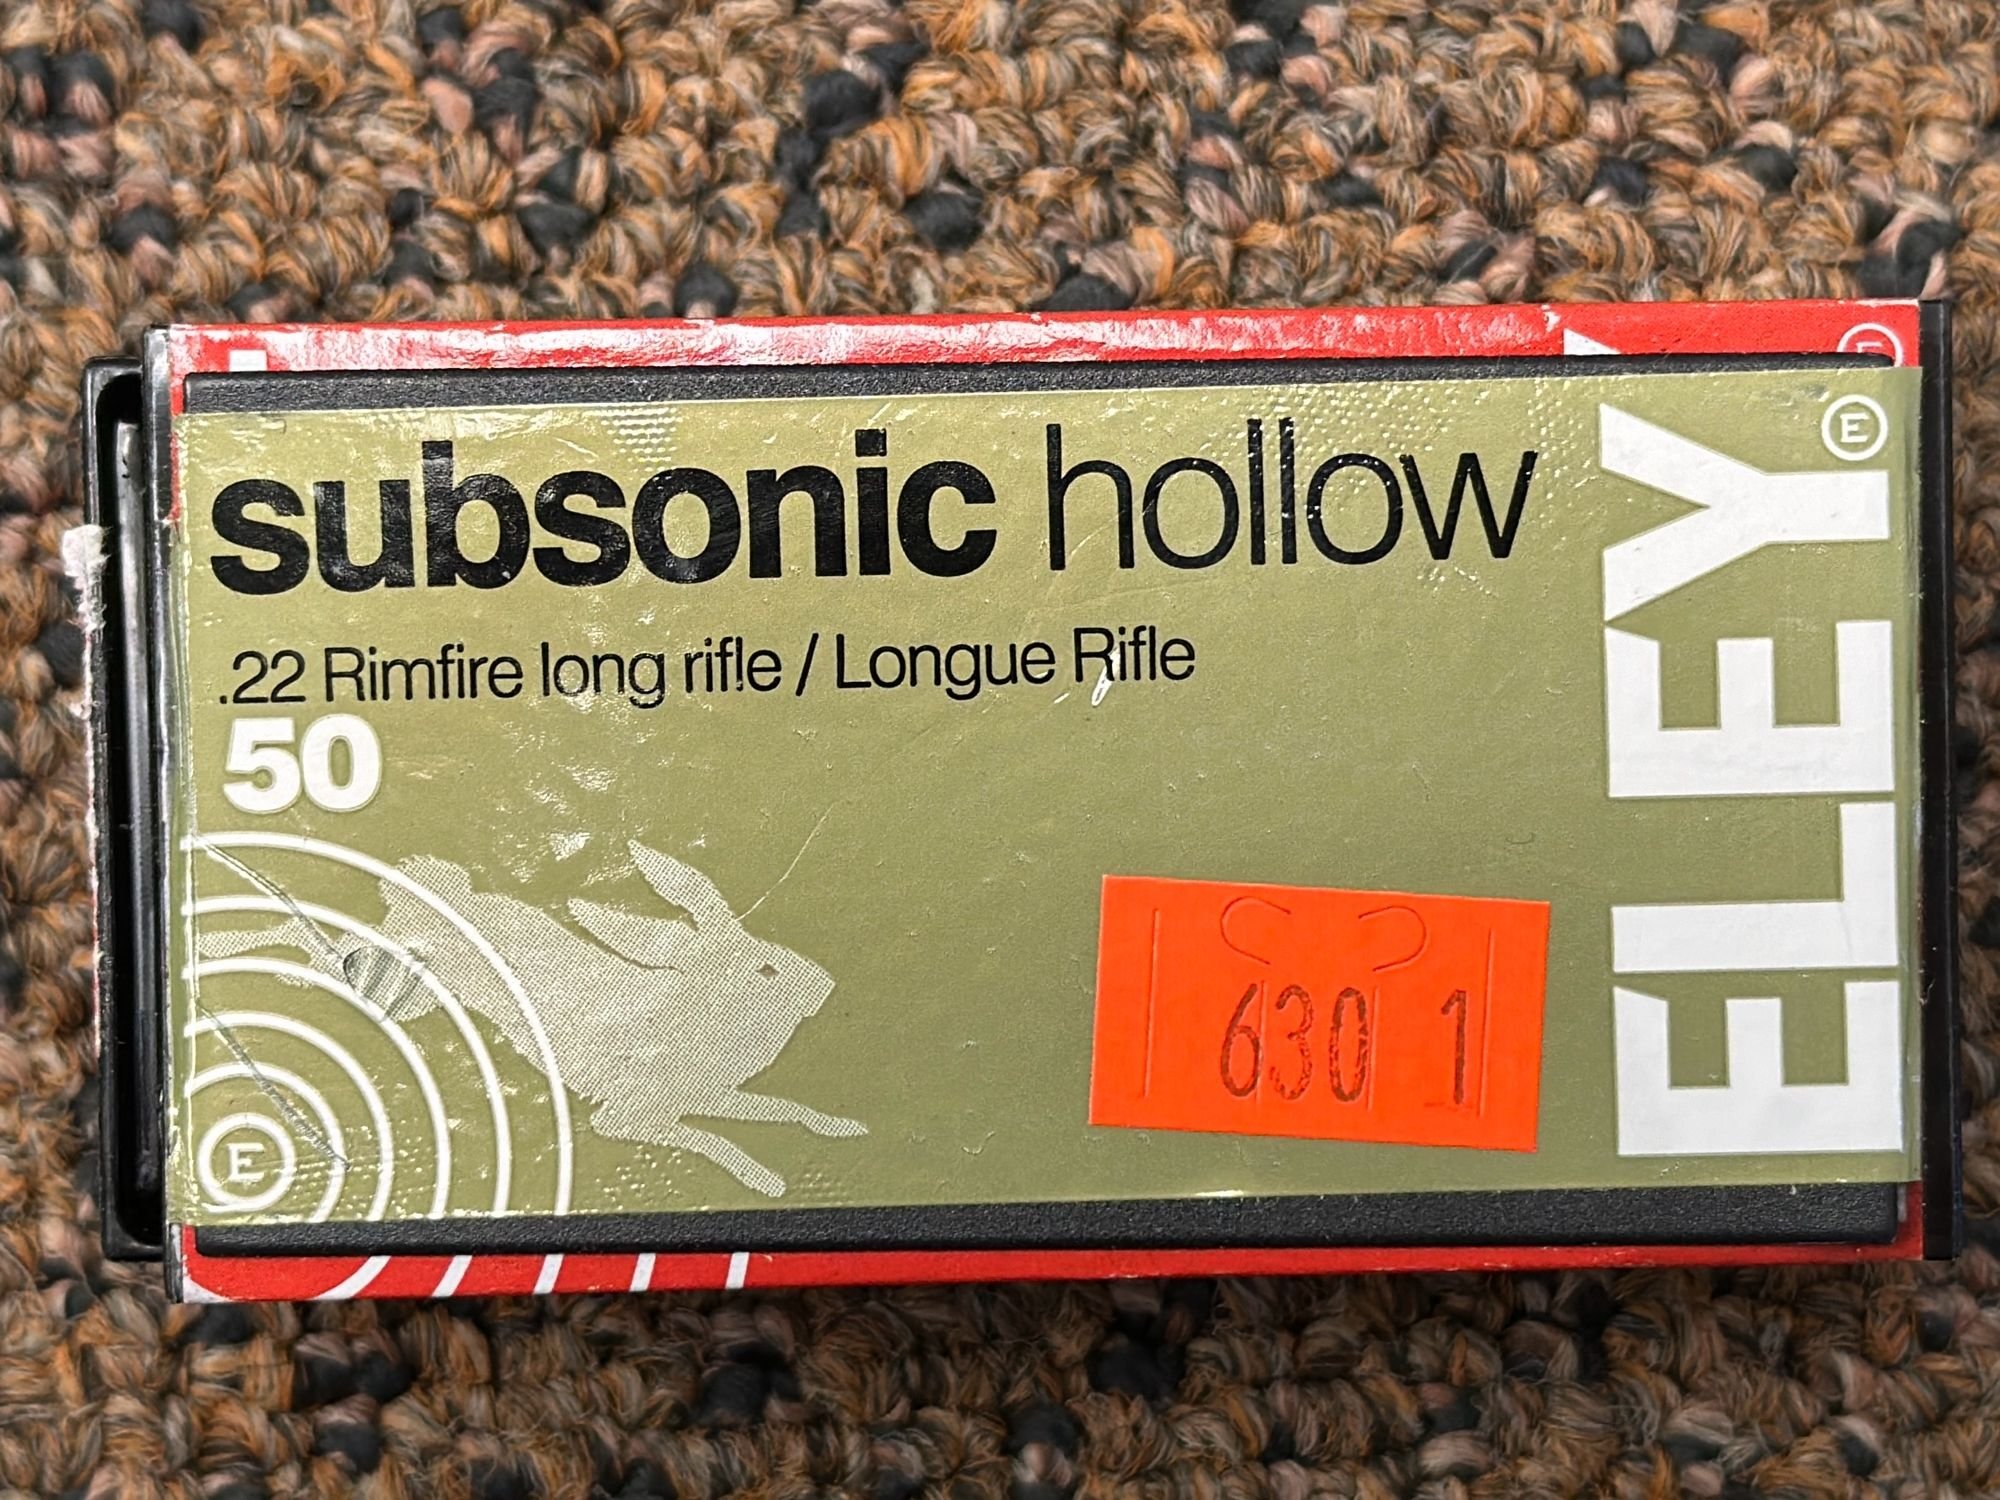 subsonic hollow
.22 Rimfire long rifle / Longue Rifle
50
ELEY
E
630 1
E
E